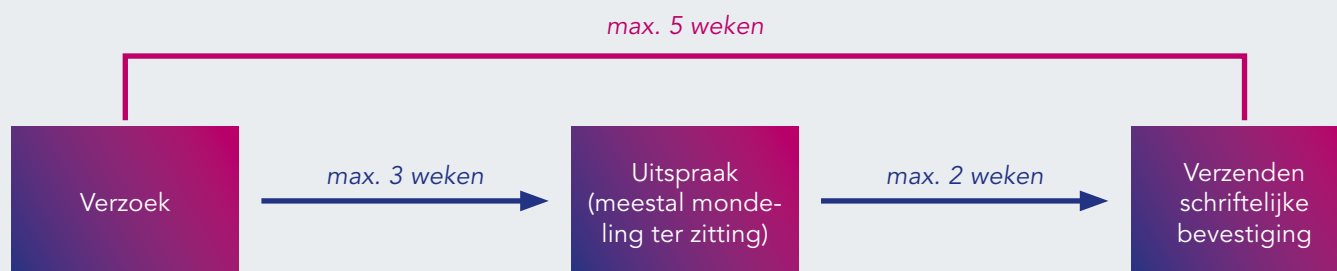 max. 5 weken
Verzoek
max. 3 weken
Uitspraak
(meestal monde-
ling ter zitting)
max. 2 weken
Verzenden
schriftelijke
bevestiging